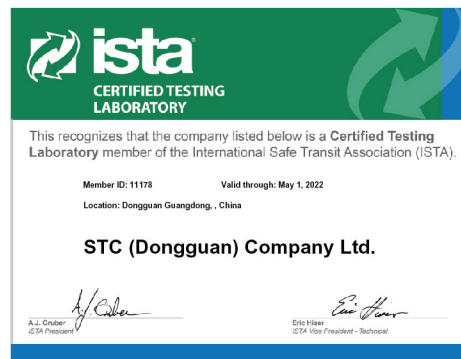 ista
CERTIFIED TESTING
LABORATORY
This recognizes that the company listed below is a Certified Testing
Laboratory member of the International Safe Transit Association (ISTA).
Member ID: 11178 Valid through: May 1, 2022
Location: Dongguan Guangdong, , China
STC (Dongguan) Company Ltd.
A.J. Gruber Eric Hiser
ISTA President ISTA Vice President - Technical